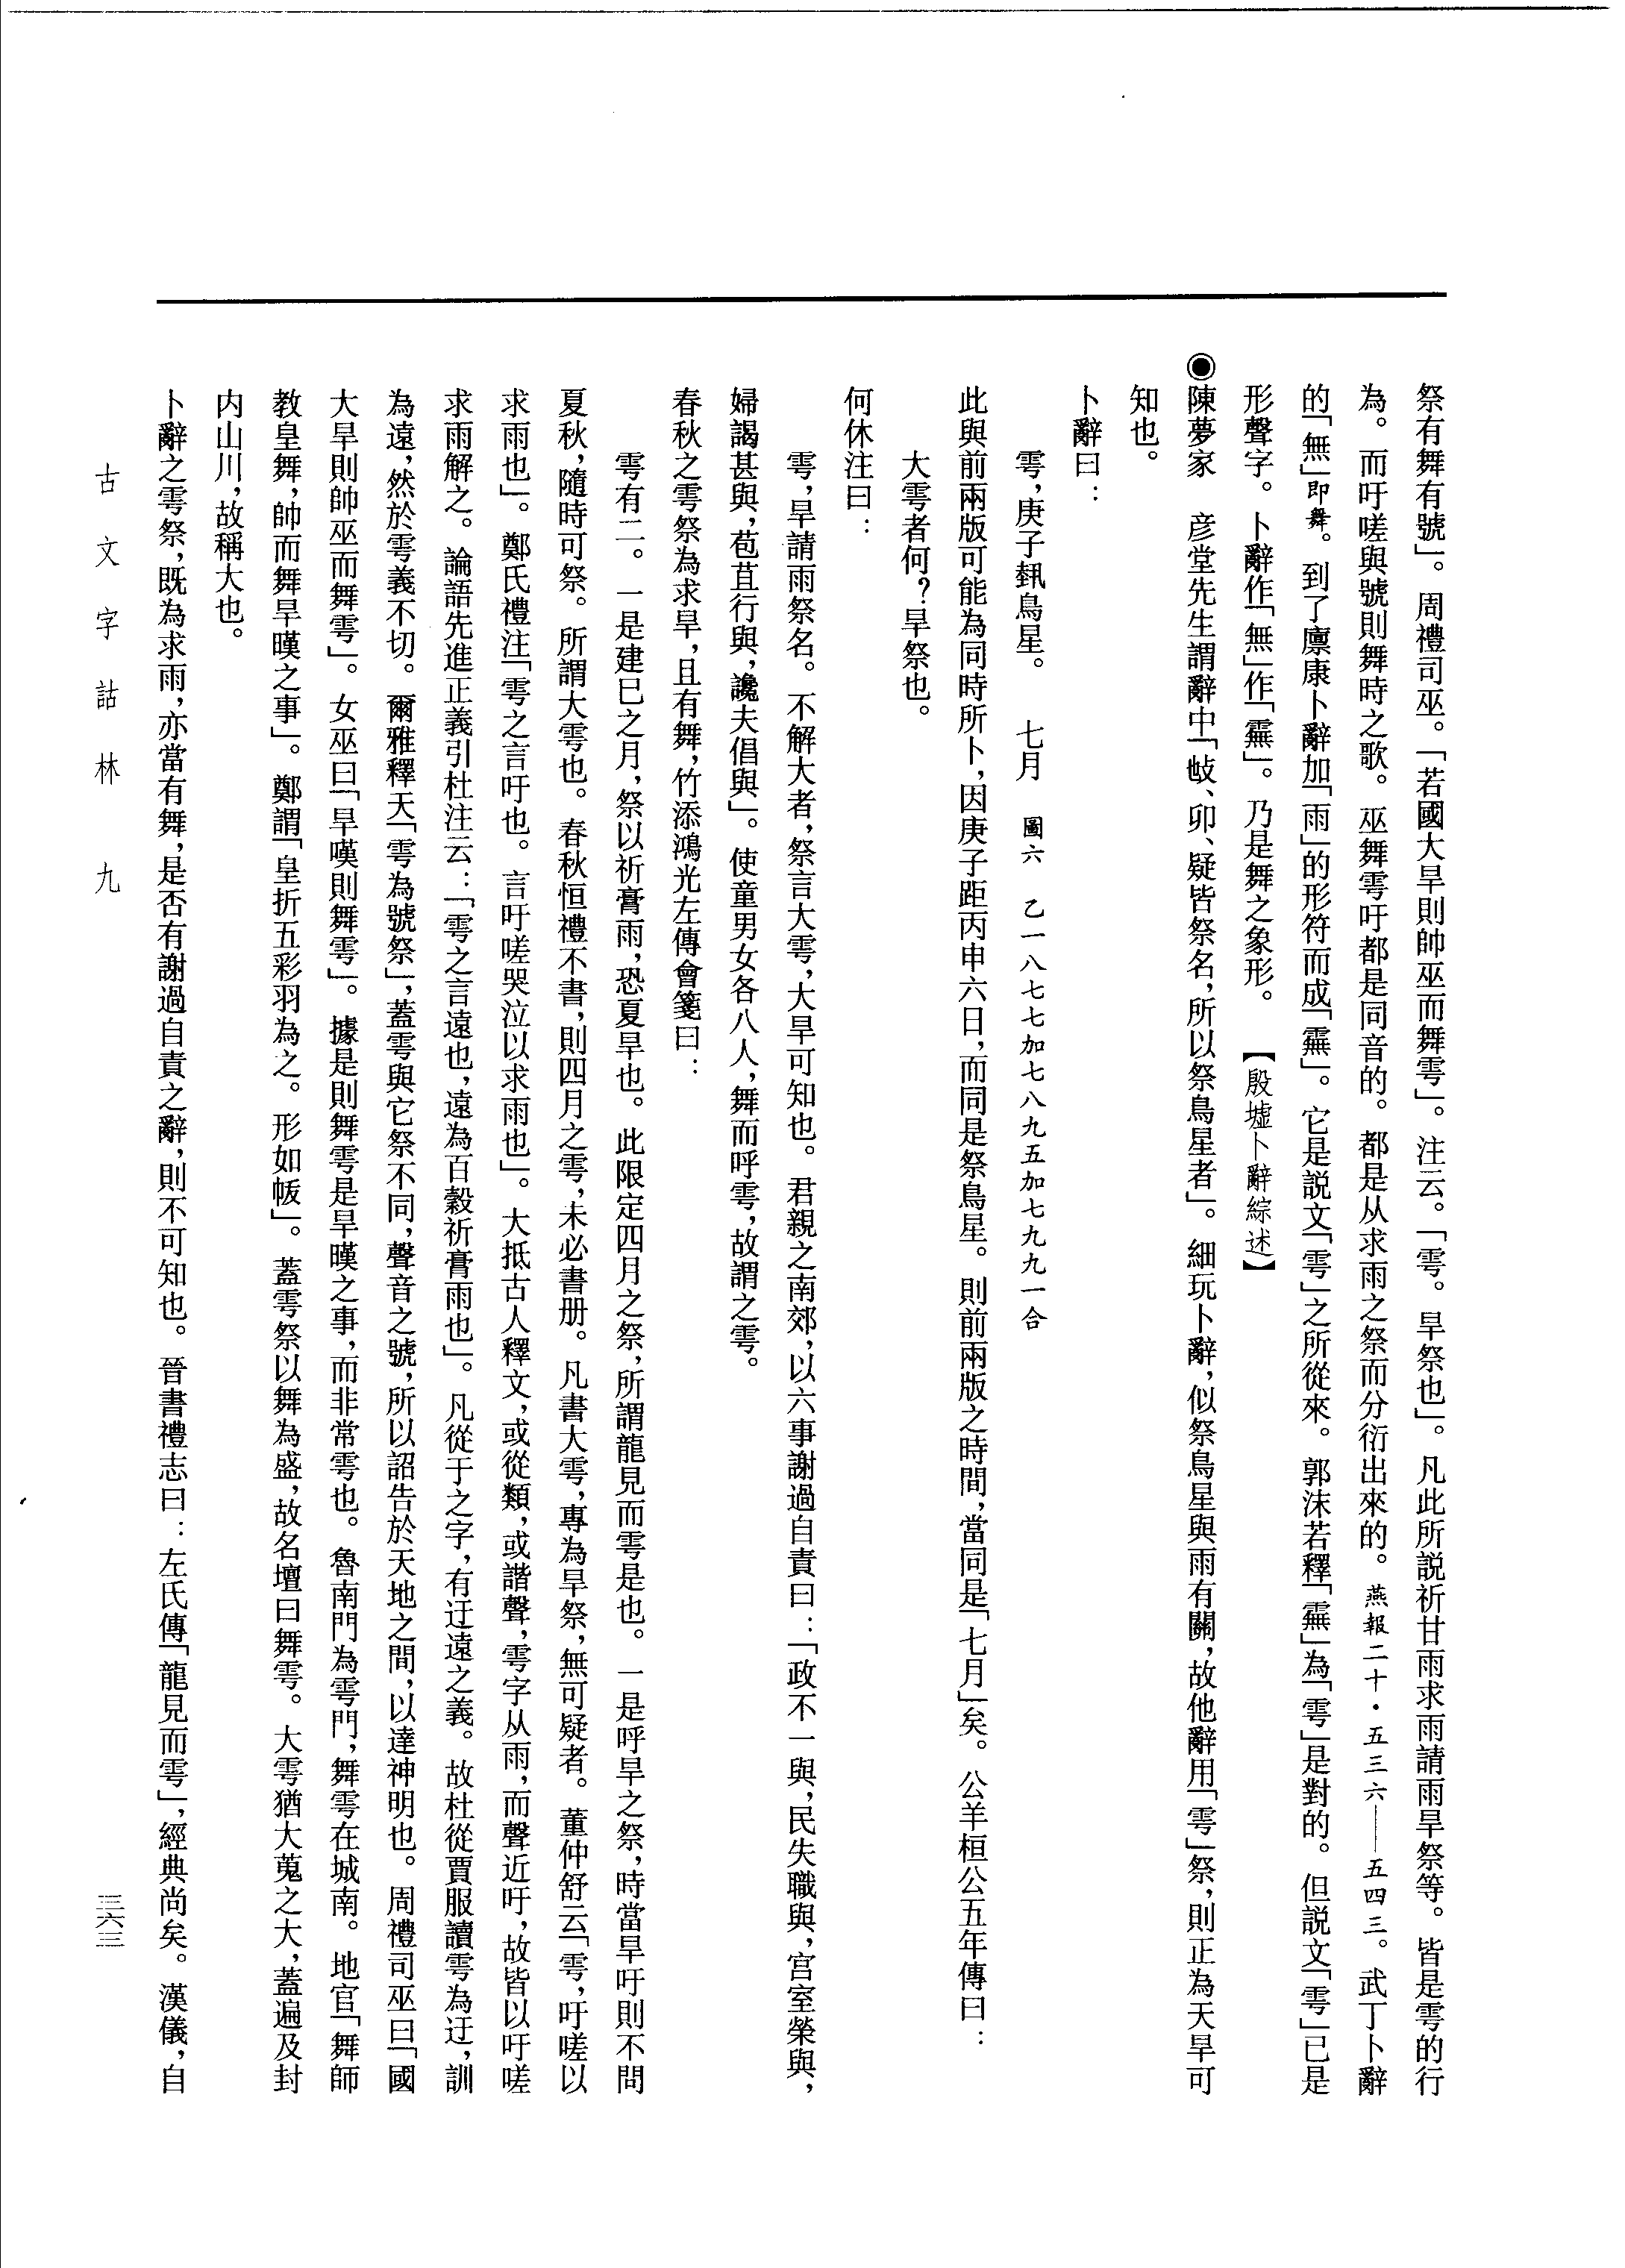 祭有舞有號」。周禮司巫。「若國大旱則帥巫而舞雩」。注云。「雩。旱祭也」。凡此所説祈甘雨求雨請雨旱祭等。皆是雩的行
為。而吁嗟與號則舞時之歌。巫舞雩吁都是同音的。都是从求雨之祭而分衍出來的。燕報二十·五三六——五四三。武丁卜辭
的「無」即舞。到了廩康卜辭加「雨」的形符而成「䨁」。它是説文「雩」之所從來。郭沫若釋「䨁」為「雩」是對的。但説文「雩」已是
形聲字。卜辭作「無」作「䨁」。乃是舞之象形。【殷墟卜辭綜述】
◉陳夢家　彦堂先生謂辭中「㱿、卯、疑皆祭名,所以祭鳥星者」。細玩卜辭,似祭鳥星與雨有關,故他辭用「雩」祭,則正為天旱可
知也。
卜辭曰:
雩,庚子蓺鳥星。　七月　圖六　乙一八七七加七八九五加七九九一合
此與前兩版可能為同時所卜,因庚子距丙申六日,而同是祭鳥星。則前兩版之時間,當同是「七月」矣。公羊桓公五年傳曰:
大雩者何?旱祭也。
何休注曰:
雩,旱請雨祭名。不解大者,祭言大雩,大旱可知也。君親之南郊,以六事謝過自責曰:「政不一與,民失職與,宮室榮與,
婦謁甚與,苞苴行與,讒夫倡與」。使童男女各八人,舞而呼雩,故謂之雩。
春秋之雩祭為求旱,且有舞,竹添鴻光左傳會箋曰:
雩有二。一是建巳之月,祭以祈膏雨,恐夏旱也。此限定四月之祭,所謂龍見而雩是也。一是呼旱之祭,時當旱吁則不問
夏秋,隨時可祭。所謂大雩也。春秋恒禮不書,則四月之雩,未必書册。凡書大雩,專為旱祭,無可疑者。董仲舒云「雩,吁嗟以
求雨也」。鄭氏禮注「雩之言吁也。言吁嗟哭泣以求雨也」。大抵古人釋文,或從類,或諧聲,雩字从雨,而聲近吁,故皆以吁嗟
求雨解之。論語先進正義引杜注云:「雩之言遠也,遠為百穀祈膏雨也」。凡從于之字,有迂遠之義。故杜從賈服讀雩為迂,訓
為遠,然於雩義不切。爾雅釋天「雩為號祭」,蓋雩與它祭不同,聲音之號,所以詔告於天地之間,以達神明也。周禮司巫曰「國
大旱則帥巫而舞雩」。女巫曰「旱嘆則舞雩」。據是則舞雩是旱暵之事,而非常雩也。魯南門為雩門,舞雩在城南。地官「舞師
教皇舞,帥而舞旱暵之事」。鄭謂「皇折五彩羽為之。形如帗」。蓋雩祭以舞為盛,故名壇曰舞雩。大雩猶大蒐之大,蓋遍及封
内山川,故稱大也。
卜辭之雩祭,既為求雨,亦當有舞,是否有謝過自責之辭,則不可知也。晉書禮志曰:左氏傳「龍見而雩」,經典尚矣。漢儀,自
古文字詁林　九
三六三